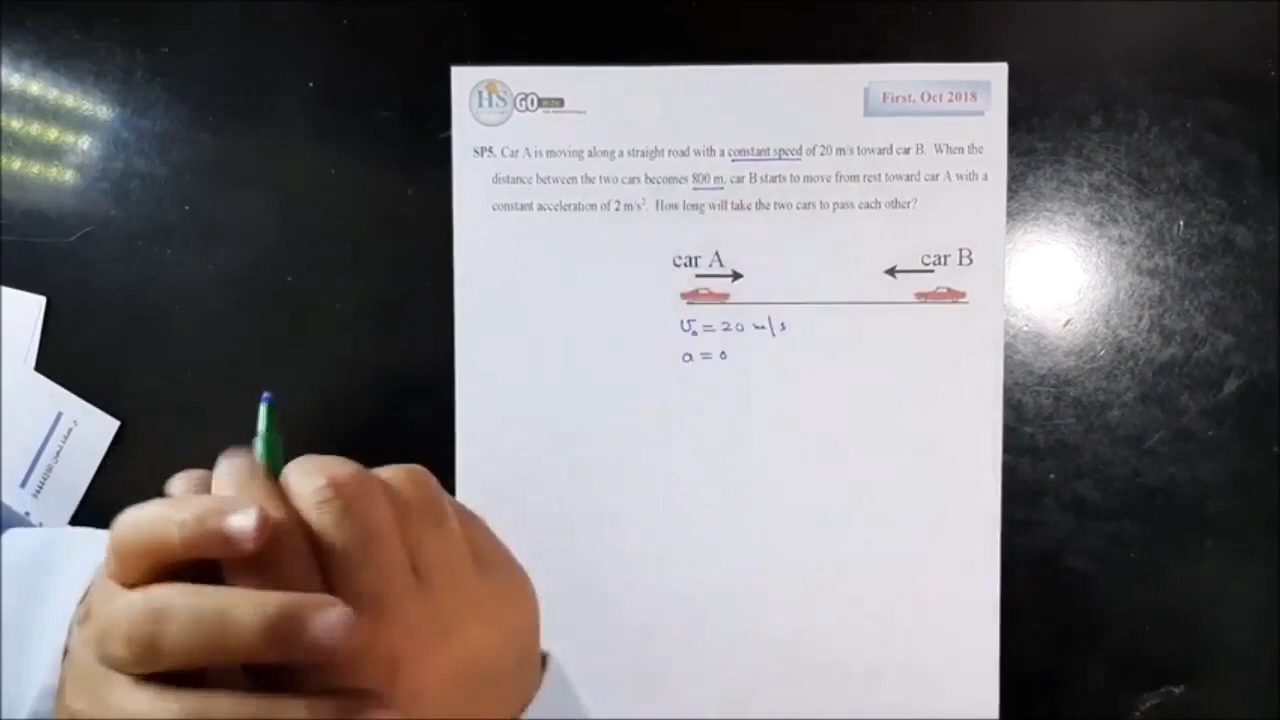 HS GO
First, Oct 2018
SP5. Car A is moving along a straight road with a constant speed of 20 m/s toward car B. When the
distance between the two cars becomes 800 m, car B starts to move from rest toward car A with a
constant acceleration of 2 m/s². How long will take the two cars to pass each other?
car A car B
v₀ = 20 m/s
a = 0